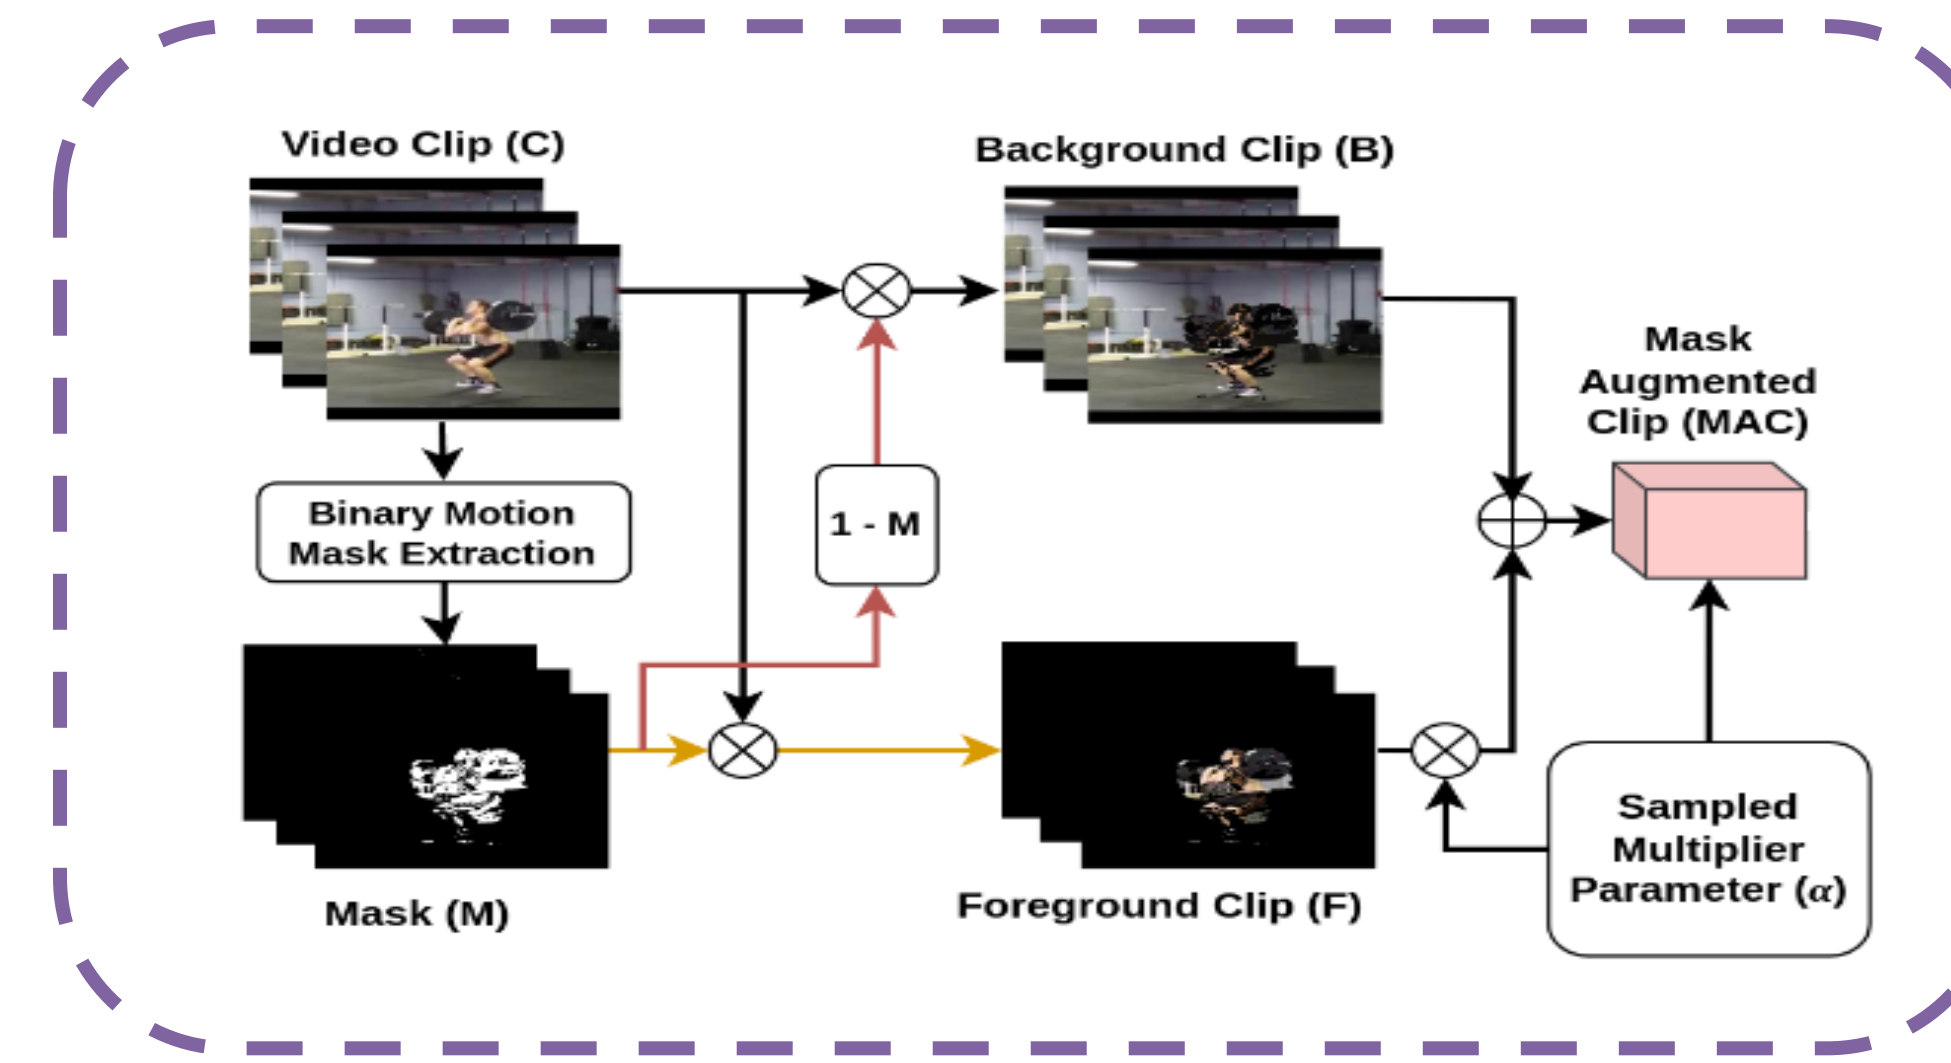 Video Clip (C)
Background Clip (B)
Mask
Augmented
Clip (MAC)
Binary Motion
Mask Extraction
1 - M
Sampled
Multiplier
Parameter (α)
Mask (M)
Foreground Clip (F)